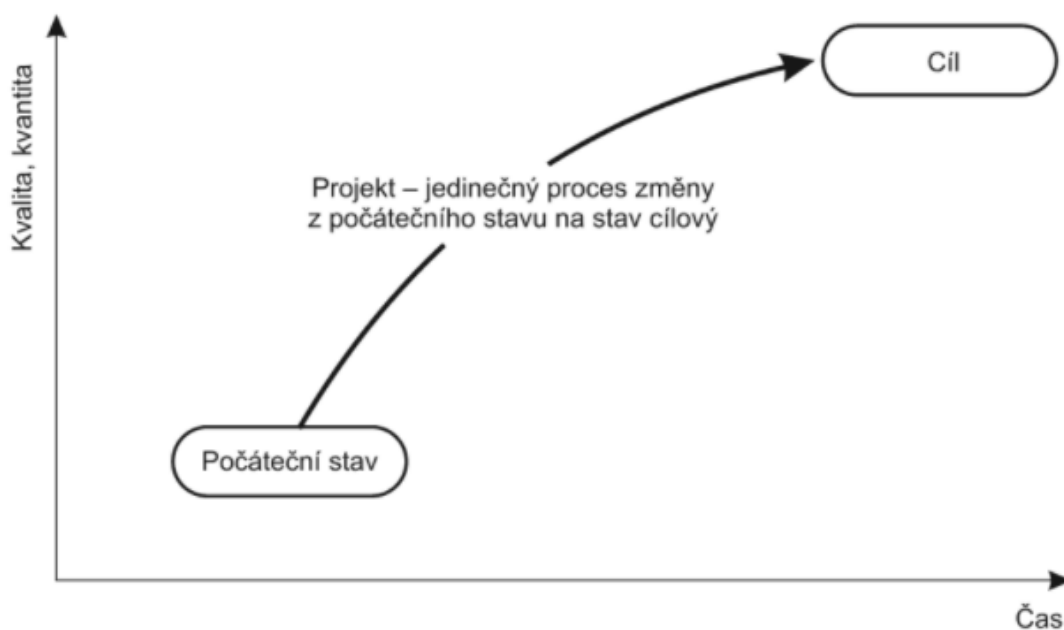 Kvalita, kvantita
Cíl
Projekt – jedinečný proces změny
z počátečního stavu na stav cílový
Počáteční stav
Čas